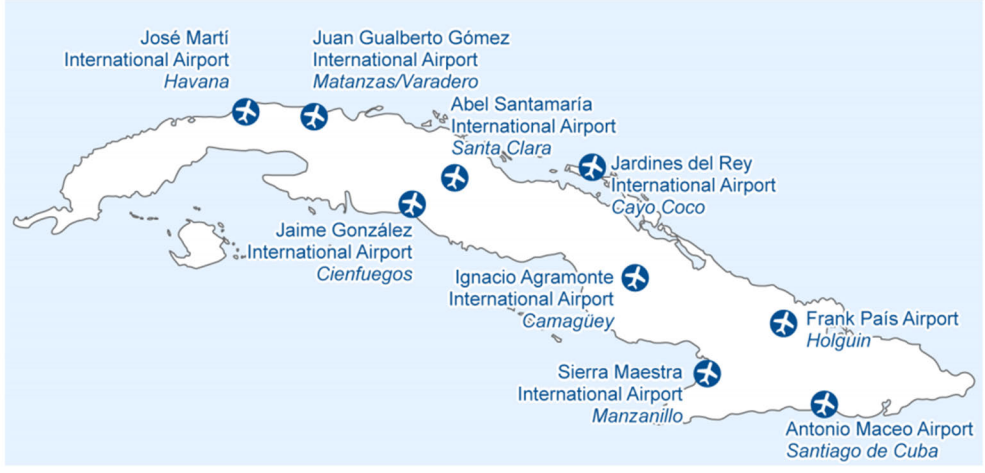 José Martí
International Airport
Havana
Juan Gualberto Gómez
International Airport
Matanzas/Varadero
Abel Santamaría
International Airport
Santa Clara
Jardines del Rey
International Airport
Cayo Coco
Jaime González
International Airport
Cienfuegos
Ignacio Agramonte
International Airport
Camagüey
Frank País Airport
Holguin
Sierra Maestra
International Airport
Manzanillo
Antonio Maceo Airport
Santiago de Cuba